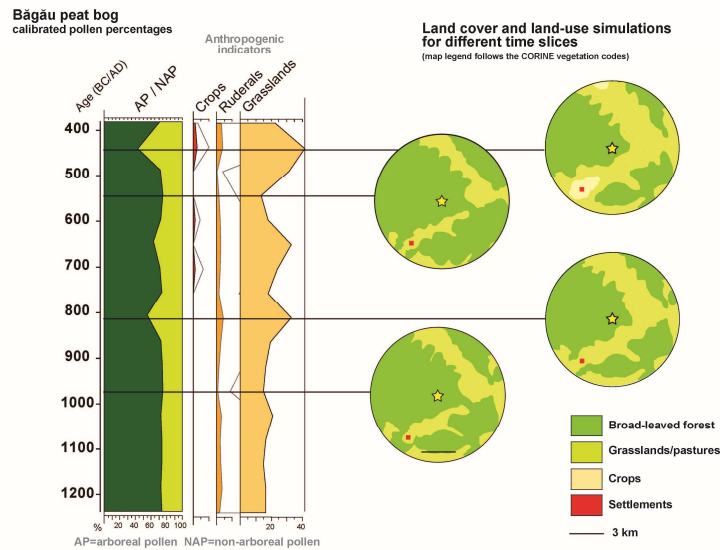 Băgău peat bog
calibrated pollen percentages
Land cover and land-use simulations
for different time slices
(map legend follows the CORINE vegetation codes)
Anthropogenic
indicators
Age (BC/AD)
AP / NAP
Crops
Ruderals
Grasslands
400
500
600
700
800
900
1000
1100
1200
% 20 40 60 80 100
20 40
AP=arboreal pollen NAP=non-arboreal pollen
Broad-leaved forest
Grasslands/pastures
Crops
Settlements
3 km